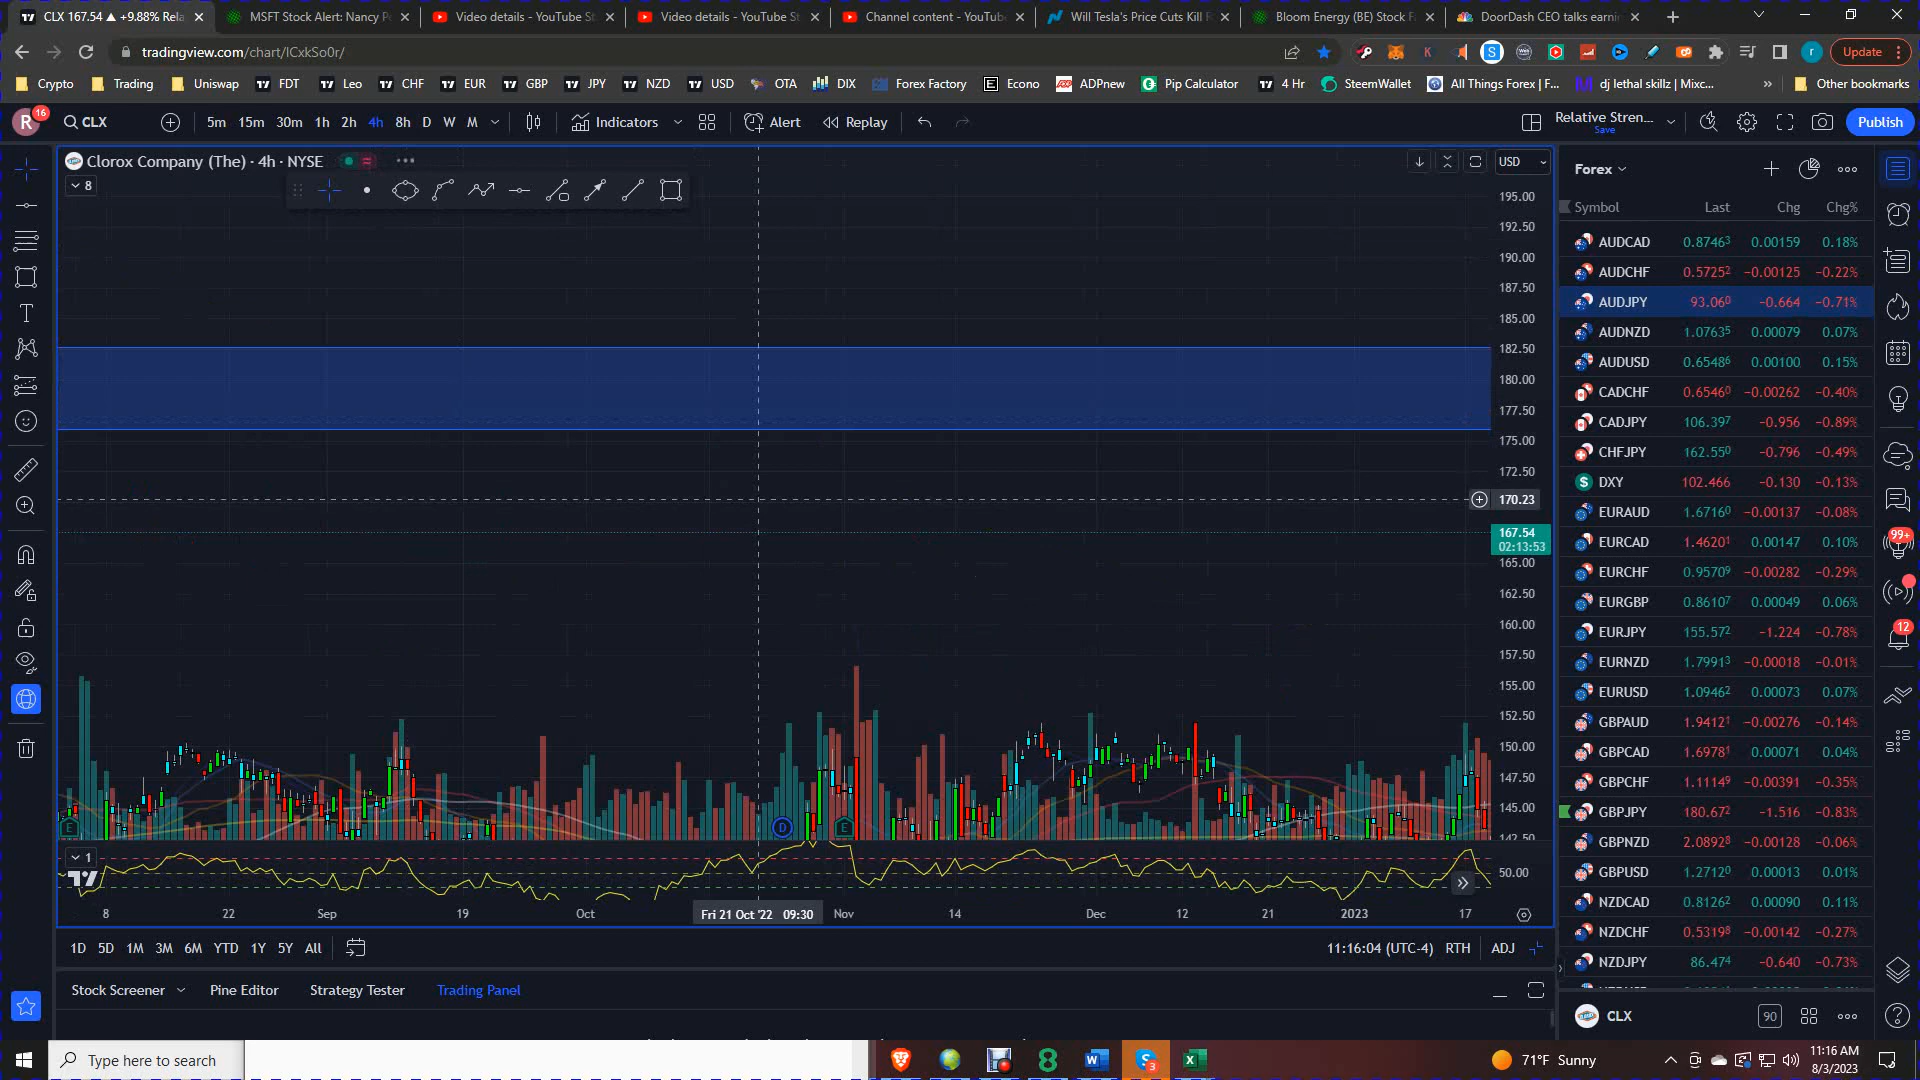 CLX 167.54 ▲ +9.88% Rela
MSFT Stock Alert: Nancy P
Video details - YouTube St
Video details - YouTube St
Channel content - YouTube
Will Tesla's Price Cuts Kill
Bloom Energy (BE) Stock F
DoorDash CEO talks earni
tradingview.com/chart/lCxkSo0r/
Update
Crypto Trading Uniswap FDT Leo CHF EUR GBP JPY NZD USD OTA DIX Forex Factory Econo ADPnew Pip Calculator 4 Hr SteemWallet All Things Forex | F... dj lethal skillz | Mixc... » Other bookmarks
R 16 CLX 5m 15m 30m 1h 2h 4h 8h D W M Indicators Alert Replay Relative Stren... Save Publish
Clorox Company (The) · 4h · NYSE
USD
8
195.00
192.50
190.00
187.50
185.00
182.50
180.00
177.50
175.00
172.50
170.23
167.54
02:13:53
165.00
162.50
160.00
157.50
155.00
152.50
150.00
147.50
145.00
142.50
E D E
1
50.00
8 22 Sep 19 Oct Fri 21 Oct '22 09:30 Nov 14 Dec 12 21 2023 17
1D 5D 1M 3M 6M YTD 1Y 5Y All
11:16:04 (UTC-4) RTH ADJ
Stock Screener Pine Editor Strategy Tester Trading Panel
Forex
Symbol Last Chg Chg%
AUDCAD 0.87463 0.00159 0.18%
AUDCHF 0.57252 −0.00125 −0.22%
AUDJPY 93.060 −0.664 −0.71%
AUDNZD 1.07635 0.00079 0.07%
AUDUSD 0.65486 0.00100 0.15%
CADCHF 0.65460 −0.00262 −0.40%
CADJPY 106.397 −0.956 −0.89%
CHFJPY 162.550 −0.796 −0.49%
DXY 102.466 −0.130 −0.13%
EURAUD 1.67160 −0.00137 −0.08%
EURCAD 1.46201 0.00147 0.10%
EURCHF 0.95709 −0.00282 −0.29%
EURGBP 0.86107 0.00049 0.06%
EURJPY 155.572 −1.224 −0.78%
EURNZD 1.79913 −0.00018 −0.01%
EURUSD 1.09462 0.00073 0.07%
GBPAUD 1.94121 −0.00276 −0.14%
GBPCAD 1.69781 0.00071 0.04%
GBPCHF 1.11149 −0.00391 −0.35%
GBPJPY 180.672 −1.516 −0.83%
GBPNZD 2.08928 −0.00128 −0.06%
GBPUSD 1.27120 0.00013 0.01%
NZDCAD 0.81262 0.00090 0.11%
NZDCHF 0.53198 −0.00142 −0.27%
NZDJPY 86.474 −0.640 −0.73%
CLX 90
99+
12
Type here to search
71°F Sunny
11:16 AM
8/3/2023